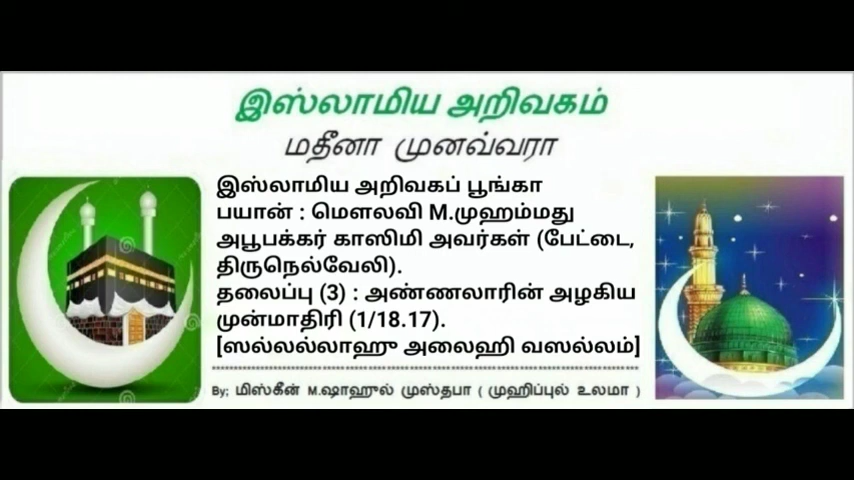 இஸ்லாமிய அறிவகம்
மதீனா முனவ்வரா
இஸ்லாமிய அறிவகப் பூங்கா
பயான் : மௌலவி M.முஹம்மது
அபூபக்கர் காஸிமி அவர்கள் (பேட்டை,
திருநெல்வேலி).
தலைப்பு (3) : அண்ணலாரின் அழகிய
முன்மாதிரி (1/18.17).
[ஸல்லல்லாஹு அலைஹி வஸல்லம்]
By; மிஸ்கீன் M.ஷாஹுல் முஸ்தபா ( முஹிப்புல் உலமா )